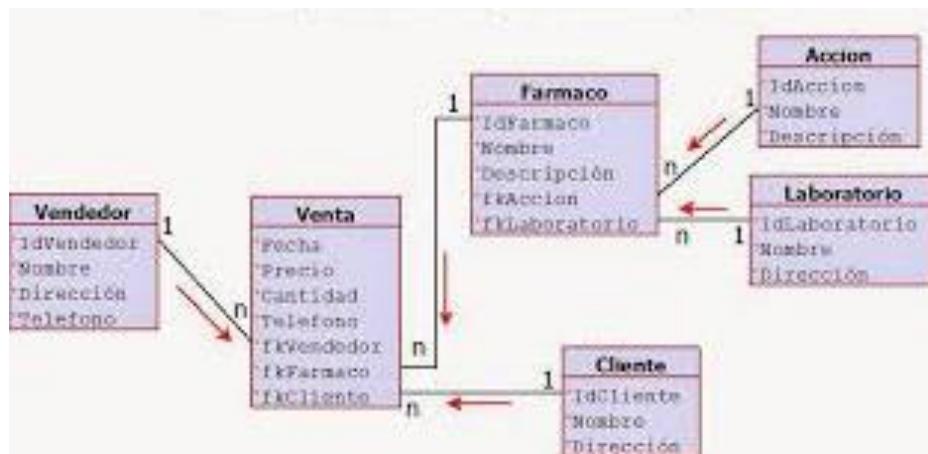 Accion
IdAccion
Nombre
Descripción
1
Farmaco
IdFarmaco
Nombre
Descripción
fkAccion
fkLaboratorio
1
n
n
Laboratorio
idLaboratorio
Nombre
Dirección
1
Vendedor
IdVendedor
Nombre
Dirección
Telefono
1
n
Venta
Fecha
Precio
Cantidad
Telefono
fkVendedor
fkFarmaco
fkCliente
n
n
Cliente
IdCliente
Nombre
Dirección
1